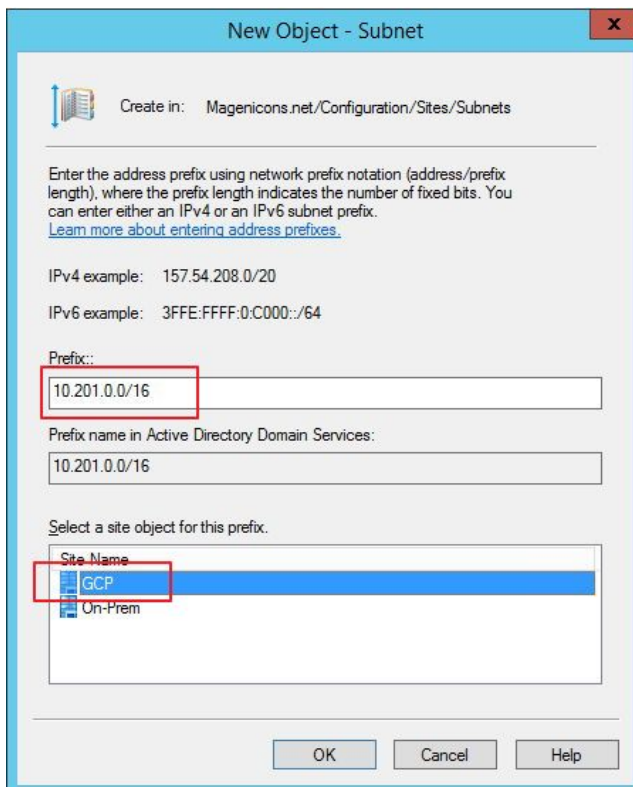 New Object - Subnet
x
Create in: Magenicons.net/Configuration/Sites/Subnets
Enter the address prefix using network prefix notation (address/prefix
length), where the prefix length indicates the number of fixed bits. You
can enter either an IPv4 or an IPv6 subnet prefix.
Learn more about entering address prefixes.
IPv4 example: 157.54.208.0/20
IPv6 example: 3FFE:FFFF:0:C000::/64
Prefix::
10.201.0.0/16
Prefix name in Active Directory Domain Services:
10.201.0.0/16
Select a site object for this prefix.
Site Name
GCP
On-Prem
OK Cancel Help